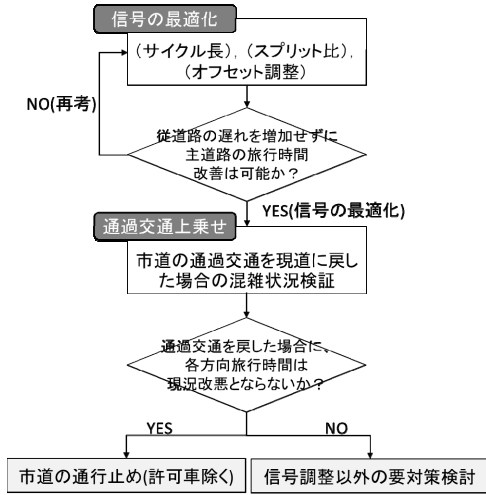 信号の最適化
(サイクル長), (スプリット比),
(オフセット調整)
NO(再考)
従道路の遅れを増加せずに
主道路の旅行時間
改善は可能か？
YES(信号の最適化)
通過交通上乗せ
市道の通過交通を現道に戻し
た場合の混雑状況検証
通過交通を戻した場合に、
各方向旅行時間は
現況改悪とならないか？
YES
NO
市道の通行止め(許可車除く)
信号調整以外の要対策検討